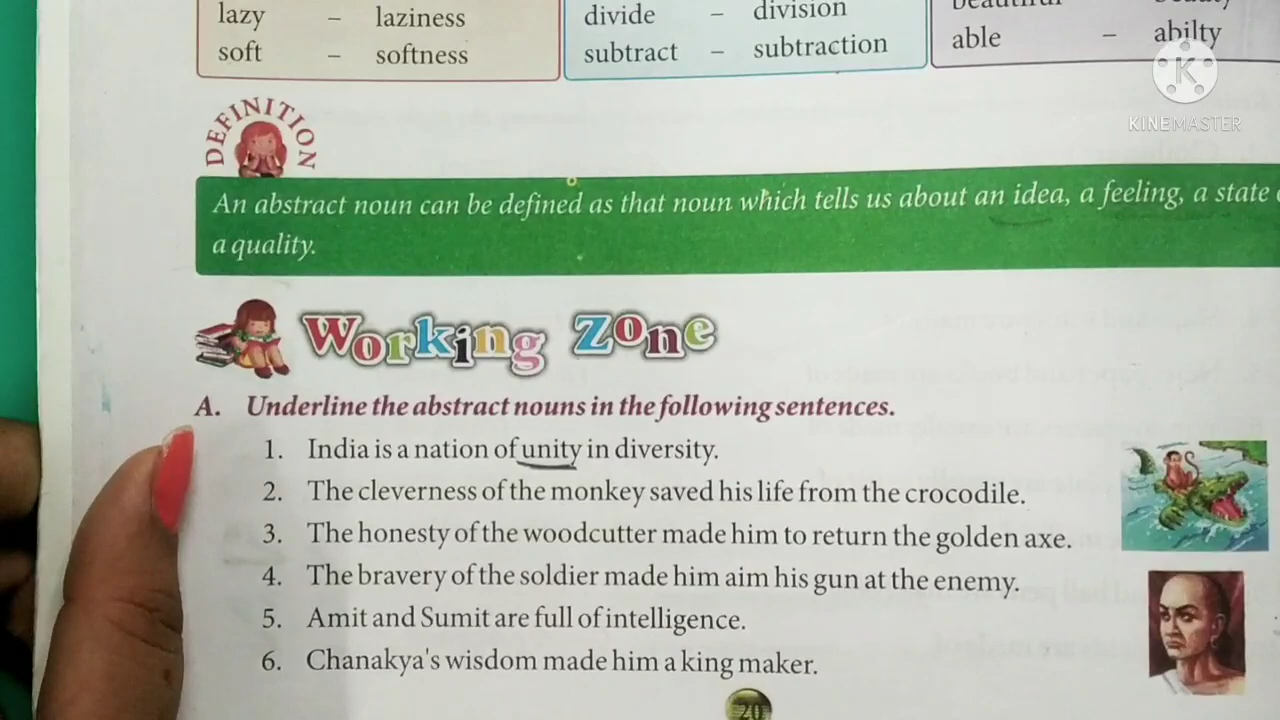 lazy – laziness
soft – softness
divide – division
subtract – subtraction
able – abilty
KINEMASTER
DEFINITION
An abstract noun can be defined as that noun which tells us about an idea, a feeling, a state
a quality.
Working Zone
A. Underline the abstract nouns in the following sentences.
1. India is a nation of unity in diversity.
2. The cleverness of the monkey saved his life from the crocodile.
3. The honesty of the woodcutter made him to return the golden axe.
4. The bravery of the soldier made him aim his gun at the enemy.
5. Amit and Sumit are full of intelligence.
6. Chanakya's wisdom made him a king maker.
20